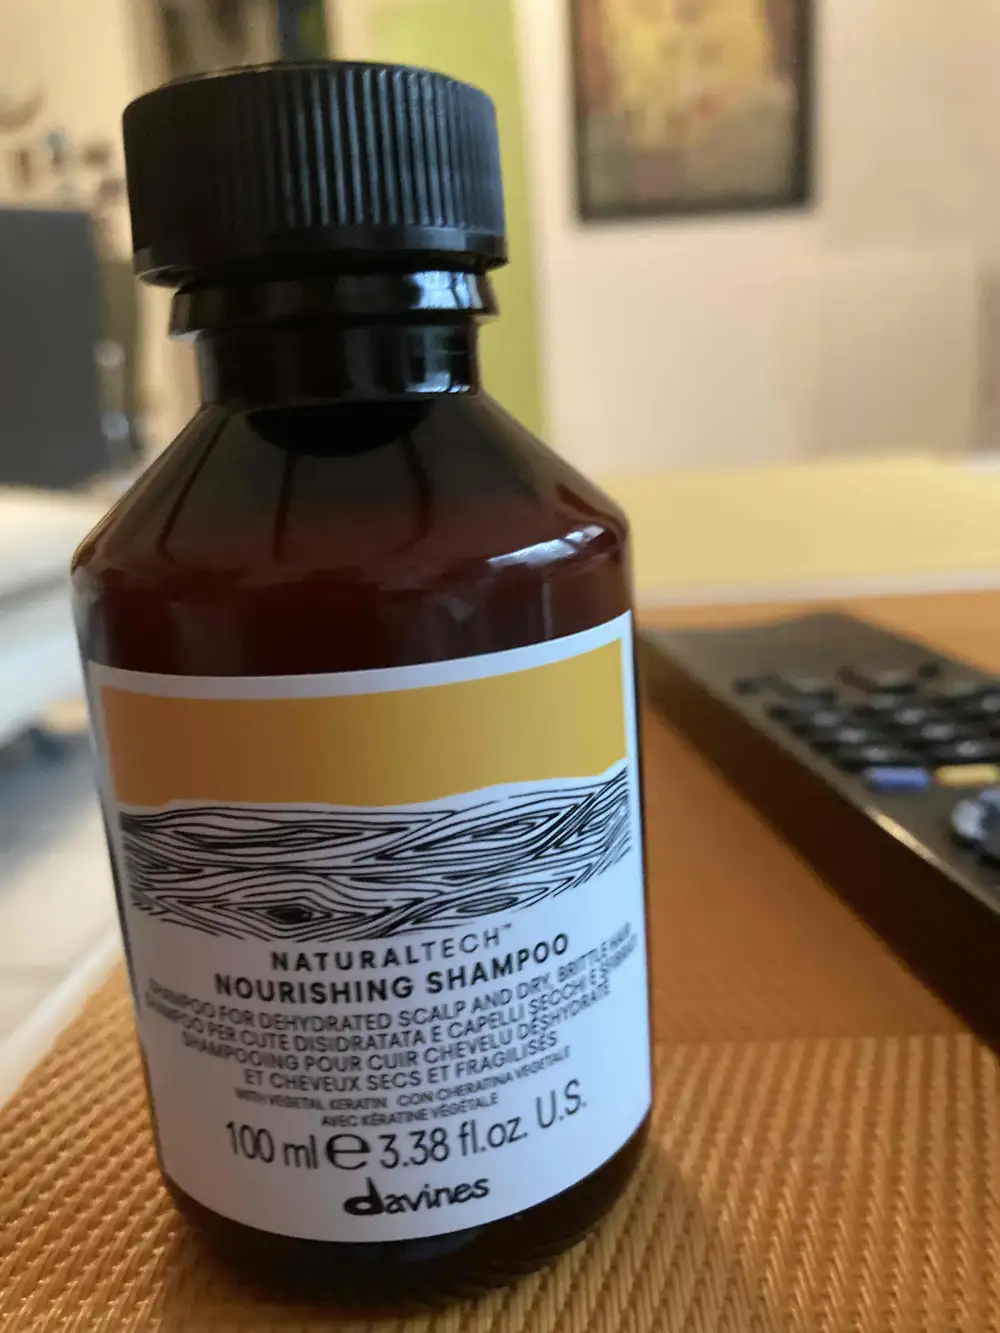 NATURALTECH™
NOURISHING SHAMPOO
SHAMPOO FOR DEHYDRATED SCALP AND DRY, BRITTLE HAIR
SHAMPOO PER CUTE DISIDRATATA E CAPELLI SECCHI E SFIBRATI
SHAMPOOING POUR CUIR CHEVELU DÉSHYDRATÉ
ET CHEVEUX SECS ET FRAGILISÉS
WITH VEGETAL KERATIN CON CHERATINA VEGETALE
AVEC KÉRATINE VÉGÉTALE
100 ml ℮ 3.38 fl.oz. U.S.
davines